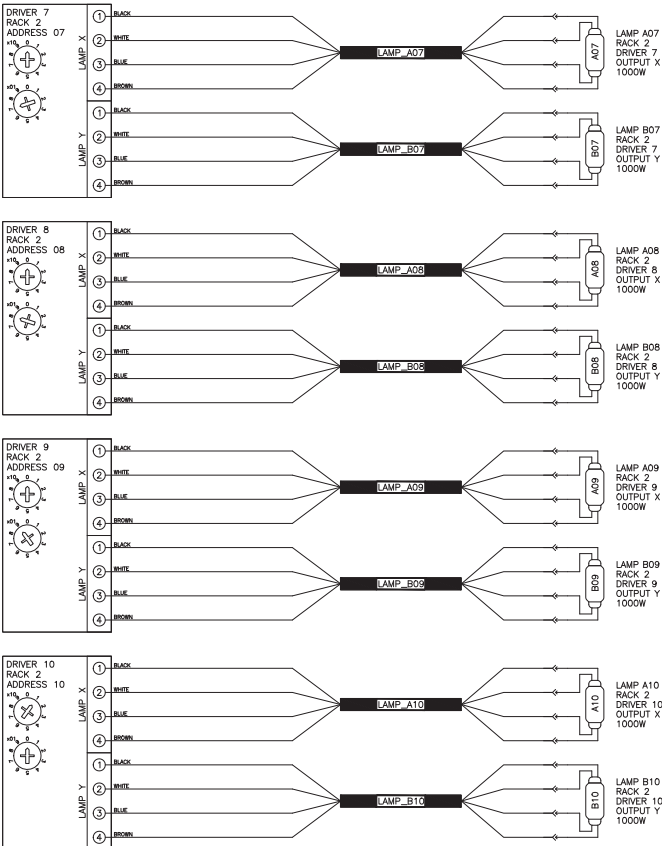 DRIVER 7
RACK 2
ADDRESS 07
x10
x01
LAMP X
1 BLACK
2 WHITE
3 BLUE
4 BROWN
LAMP Y
1 BLACK
2 WHITE
3 BLUE
4 BROWN
LAMP_A07
A07
LAMP A07
RACK 2
DRIVER 7
OUTPUT X
1000W
LAMP_B07
B07
LAMP B07
RACK 2
DRIVER 7
OUTPUT Y
1000W
DRIVER 8
RACK 2
ADDRESS 08
x10
x01
LAMP X
1 BLACK
2 WHITE
3 BLUE
4 BROWN
LAMP Y
1 BLACK
2 WHITE
3 BLUE
4 BROWN
LAMP_A08
A08
LAMP A08
RACK 2
DRIVER 8
OUTPUT X
1000W
LAMP_B08
B08
LAMP B08
RACK 2
DRIVER 8
OUTPUT Y
1000W
DRIVER 9
RACK 2
ADDRESS 09
x10
x01
LAMP X
1 BLACK
2 WHITE
3 BLUE
4 BROWN
LAMP Y
1 BLACK
2 WHITE
3 BLUE
4 BROWN
LAMP_A09
A09
LAMP A09
RACK 2
DRIVER 9
OUTPUT X
1000W
LAMP_B09
B09
LAMP B09
RACK 2
DRIVER 9
OUTPUT Y
1000W
DRIVER 10
RACK 2
ADDRESS 10
x10
x01
LAMP X
1 BLACK
2 WHITE
3 BLUE
4 BROWN
LAMP Y
1 BLACK
2 WHITE
3 BLUE
4 BROWN
LAMP_A10
A10
LAMP A10
RACK 2
DRIVER 10
OUTPUT X
1000W
LAMP_B10
B10
LAMP B10
RACK 2
DRIVER 10
OUTPUT Y
1000W